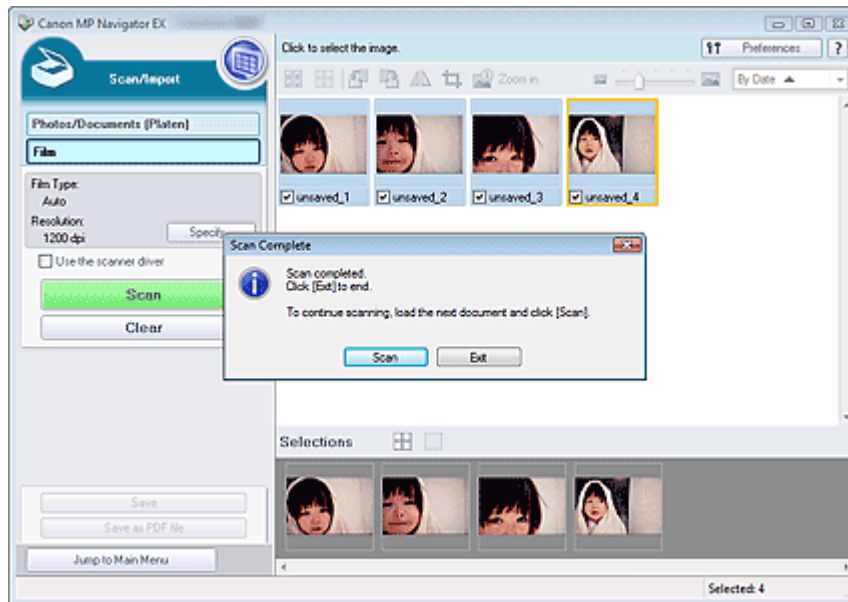 Canon MP Navigator EX
Scan/Import
Photos/Documents (Platen)
Film
Film Type:
Auto
Resolution:
1200 dpi
Specify...
Use the scanner driver
Scan
Clear
Save
Save as PDF file
Jump to Main Menu
Click to select the image.
Preferences
?
Zoom in
By Date
unsaved_1
unsaved_2
unsaved_3
unsaved_4
Scan Complete
Scan completed.
Click [Exit] to end.
To continue scanning, load the next document and click [Scan].
Scan
Exit
Selections
Selected: 4